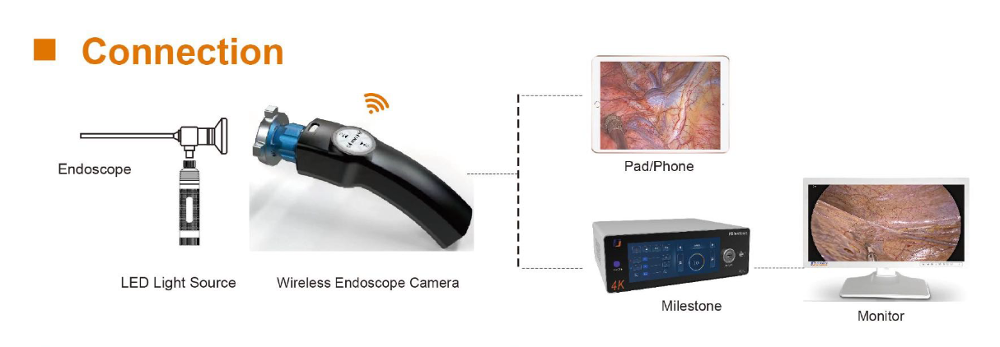 Connection
Endoscope
LED Light Source
Wireless Endoscope Camera
Pad/Phone
4K
Milestone
Monitor